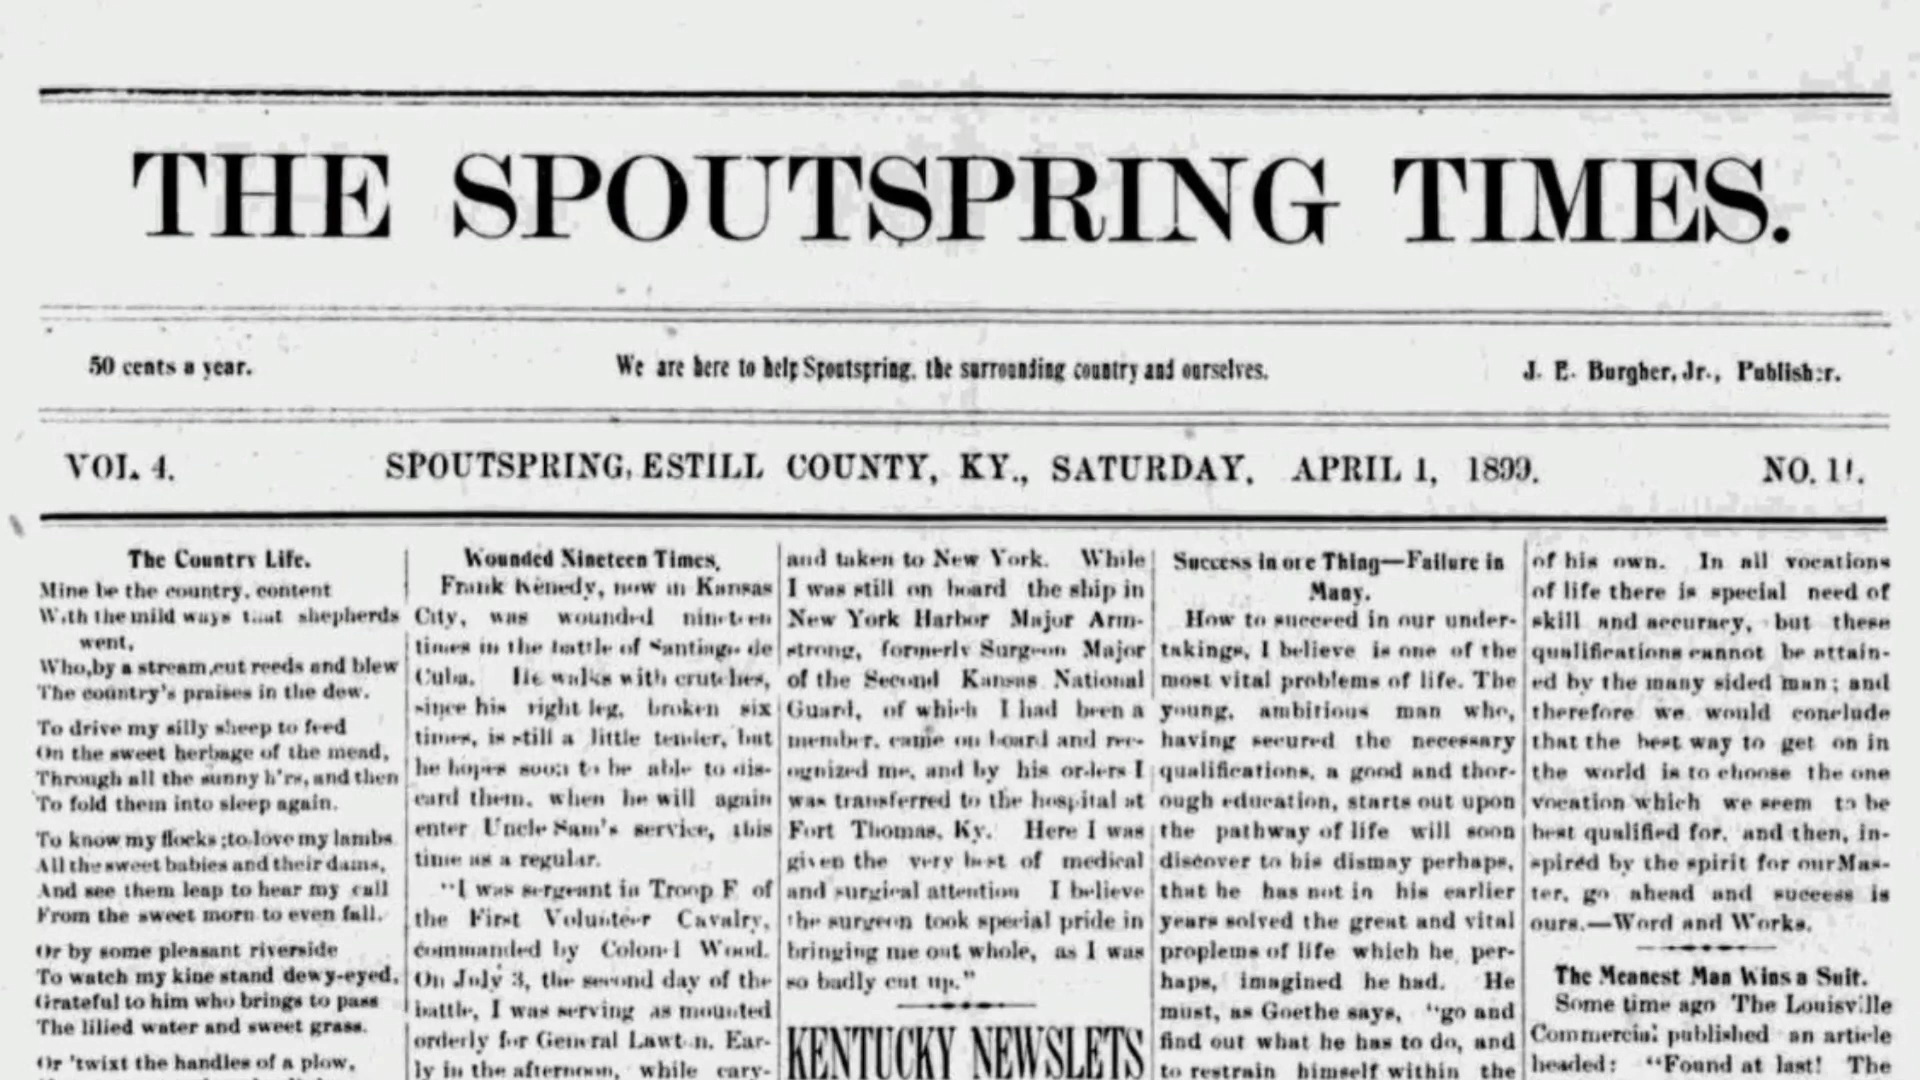 THE SPOUTSPRING TIMES.
50 cents a year.
We are here to help Spoutspring, the surrounding country and ourselves.
J. E. Burgher, Jr., Publisher.
VOL. 4.
SPOUTSPRING, ESTILL COUNTY, KY., SATURDAY, APRIL 1, 1899.
NO. 11.
The Country Life.
Mine be the country, content
With the mild ways that shepherds
went,
Who, by a stream, cut reeds and blew
The country's praises in the dew.
To drive my silly sheep to feed
On the sweet herbage of the mead,
Through all the sunny h'rs, and then
To fold them into sleep again.
To know my flocks; to love my lambs
All the sweet babies and their dams,
And see them leap to hear my call
From the sweet morn to even fall.
Or by some pleasant riverside
To watch my kine stand dewy-eyed,
Grateful to him who brings to pass
The lilied water and sweet grass.
Or 'twixt the handles of a plow,
Wounded Nineteen Times.
Frank Kenedy, now in Kansas
City, was wounded nineteen
times in the battle of Santiago de
Cuba. He walks with crutches,
since his right leg, broken six
times, is still a little tender, but
he hopes soon to be able to dis-
card them, when he will again
enter Uncle Sam's service, this
time as a regular.
"I was sergeant in Troop F of
the First Volunteer Cavalry,
commanded by Colonel Wood.
On July 3, the second day of the
battle, I was serving as mounted
orderly for General Lawton. Ear-
ly in the afternoon, while cary-
and taken to New York. While
I was still on board the ship in
New York Harbor Major Arm-
strong, formerly Surgeon Major
of the Second Kansas National
Guard, of which I had been a
member, came on board and rec-
ognized me, and by his orders I
was transferred to the hospital at
Fort Thomas, Ky. Here I was
given the very best of medical
and surgical attention I believe
the surgeon took special pride in
bringing me out whole, as I was
so badly cut up."
KENTUCKY NEWSLETS
Success in one Thing—Failure in
Many.
How to succeed in our under-
takings, I believe is one of the
most vital problems of life. The
young, ambitious man who,
having secured the necessary
qualifications, a good and thor-
ough education, starts out upon
the pathway of life will soon
discover to his dismay perhaps,
that he has not in his earlier
years solved the great and vital
proplems of life which he per-
haps, imagined he had. He
must, as Goethe says, "go and
find out what he has to do, and
to restrain himself within the
of his own. In all vocations
of life there is special need of
skill and accuracy, but these
qualifications cannot be attain-
ed by the many sided man; and
therefore we would conclude
that the best way to get on in
the world is to choose the one
vocation which we seem to be
best qualified for, and then, in-
spired by the spirit for our Mas-
ter, go ahead and success is
ours.—Word and Works.
The Meanest Man Wins a Suit.
Some time ago The Louisville
Commercial published an article
headed: "Found at last! The